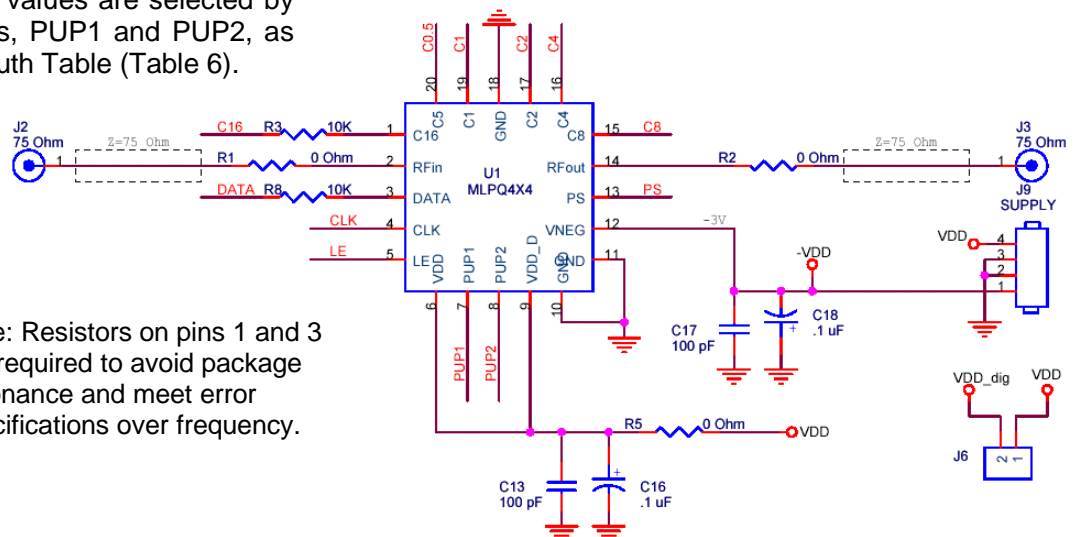 values are selected by
s, PUP1 and PUP2, as
uth Table (Table 6).
C0.5
C1
C2
C4
20
19
18
17
16
C5
C1
GND
C2
C4
J2
75 Ohm
1
Z=75 Ohm
C16 R3 10K 1 C16
R1 0 Ohm 2 RFin
DATA R8 10K 3 DATA
CLK 4 CLK
LE 5 LE
U1
MLPQ4X4
C8 15 C8
RFout 14 R2 0 Ohm
PS 13 PS
VNEG 12 -3V
GND 11
Z=75 Ohm
J3
75 Ohm
1
J9
SUPPLY
VDD 4
3
2
1
-VDD
VDD
PUP1
PUP2
VDD_D
GND
6
7
8
9
10
PUP1
PUP2
C17
100 pF
C18
.1 uF
+
e: Resistors on pins 1 and 3
required to avoid package
onance and meet error
cifications over frequency.
R5 0 Ohm VDD
C13
100 pF
+
C16
.1 uF
VDD_dig VDD
J6
2 1